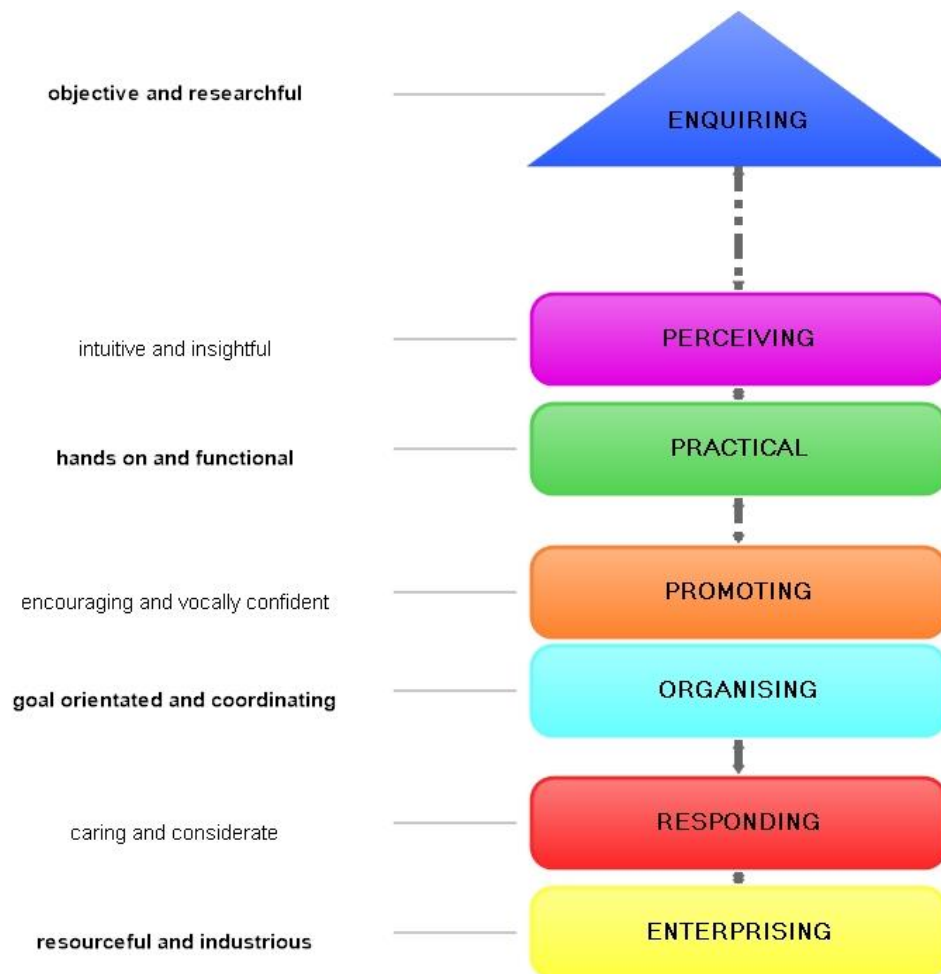 objective and researchful
ENQUIRING
intuitive and insightful
PERCEIVING
hands on and functional
PRACTICAL
encouraging and vocally confident
PROMOTING
goal orientated and coordinating
ORGANISING
caring and considerate
RESPONDING
resourceful and industrious
ENTERPRISING